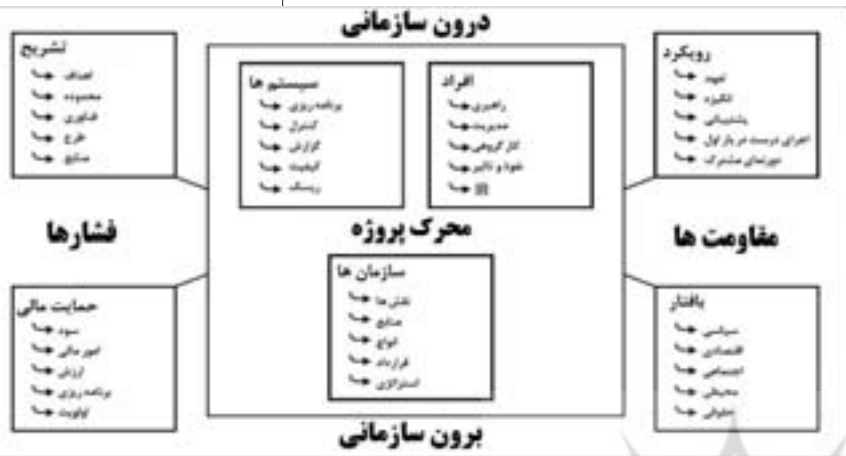 درون سازمانی
رویکرد
تعهد
انگیزه
پشتیبانی
اجرای درست در بار اول
دورنمای مشترک
افراد
راهبری
مدیریت
کار گروهی
نفوذ و تاثیر
سیستم ها
برنامه ریزی
کنترل
گزارش
کیفیت
ریسک
تشریح
اهداف
محدوده
فناوری
طرح
منابع
مقاومت ها
محرک پروژه
فشارها
بافتار
سیاسی
اقتصادی
اجتماعی
محیطی
حقوقی
سازمان ها
نقش ها
منابع
انواع
قرارداد
استراتژی
حمایت مالی
سود
امور مالی
ارزش
برنامه ریزی
اولویت
برون سازمانی